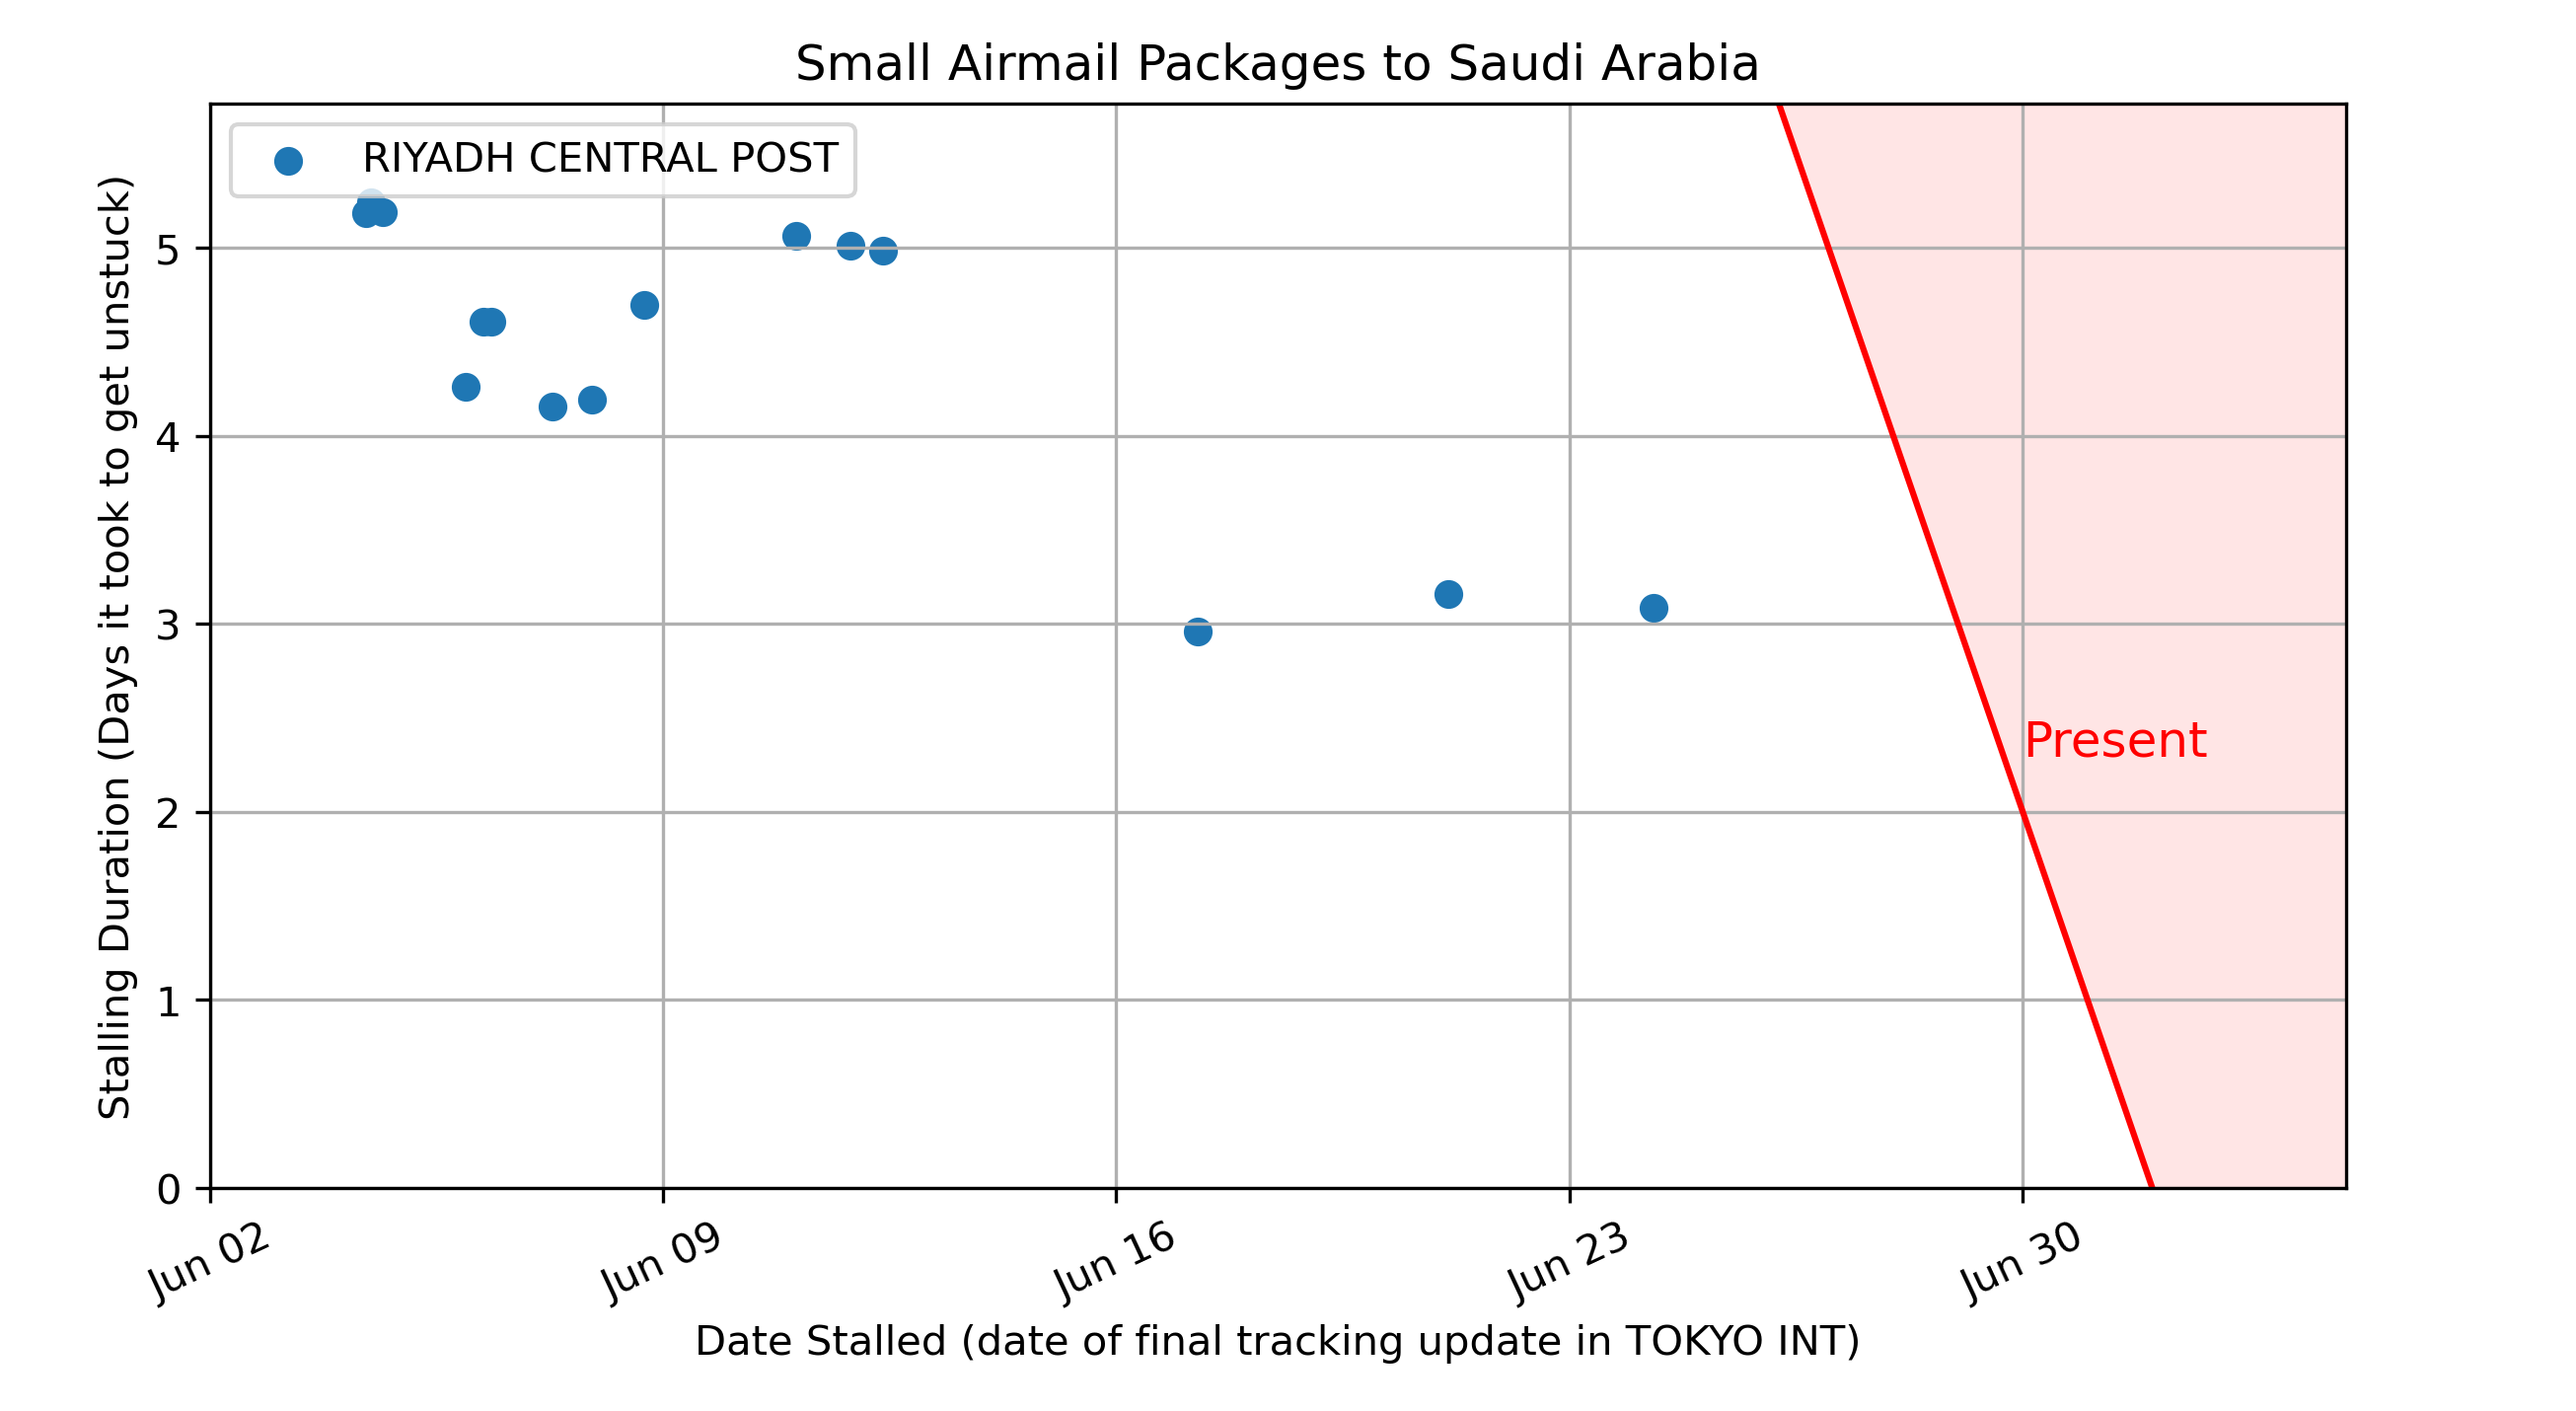 Small Airmail Packages to Saudi Arabia
RIYADH CENTRAL POST
Stalling Duration (Days it took to get unstuck)
5
4
3
2
1
0
Present
Jun 02
Jun 09
Jun 16
Jun 23
Jun 30
Date Stalled (date of final tracking update in TOKYO INT)